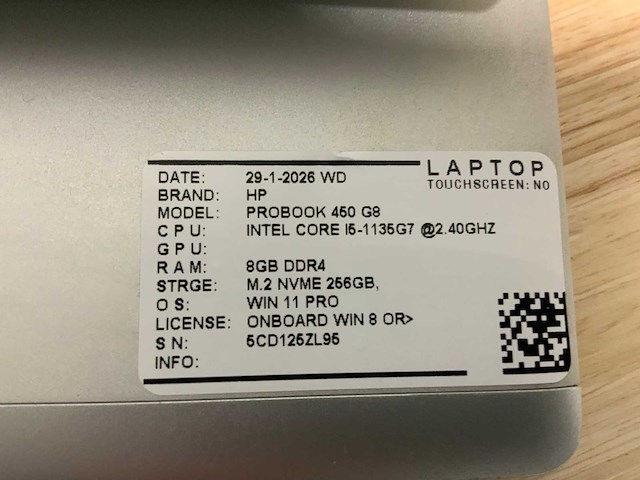 LAPTOP
TOUCHSCREEN: NO
DATE: 29-1-2026 WD
BRAND: HP
MODEL: PROBOOK 450 G8
CPU: INTEL CORE I5-1135G7 @2.40GHZ
GPU:
RAM: 8GB DDR4
STRGE: M.2 NVME 256GB,
OS: WIN 11 PRO
LICENSE: ONBOARD WIN 8 OR>
SN: 5CD125ZL95
INFO: